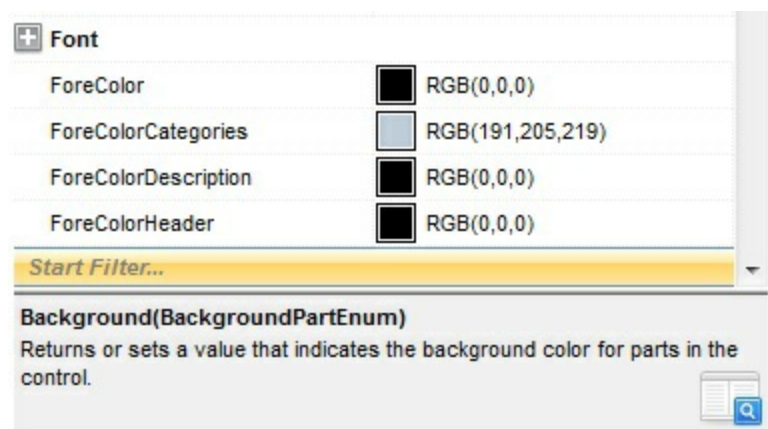 Font
ForeColor RGB(0,0,0)
ForeColorCategories RGB(191,205,219)
ForeColorDescription RGB(0,0,0)
ForeColorHeader RGB(0,0,0)
Start Filter...
Background(BackgroundPartEnum)
Returns or sets a value that indicates the background color for parts in the
control.